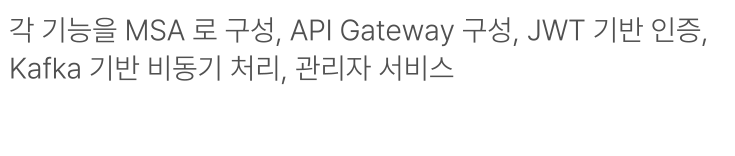 각 기능을 MSA 로 구성, API Gateway 구성, JWT 기반 인증,
Kafka 기반 비동기 처리, 관리자 서비스